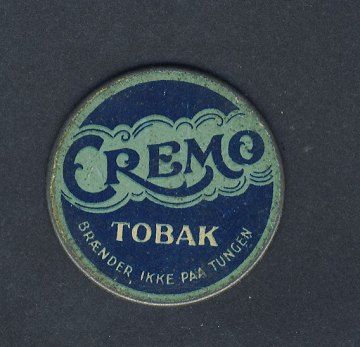 CREMO
TOBAK
BRÆNDER IKKE PAA TUNGEN